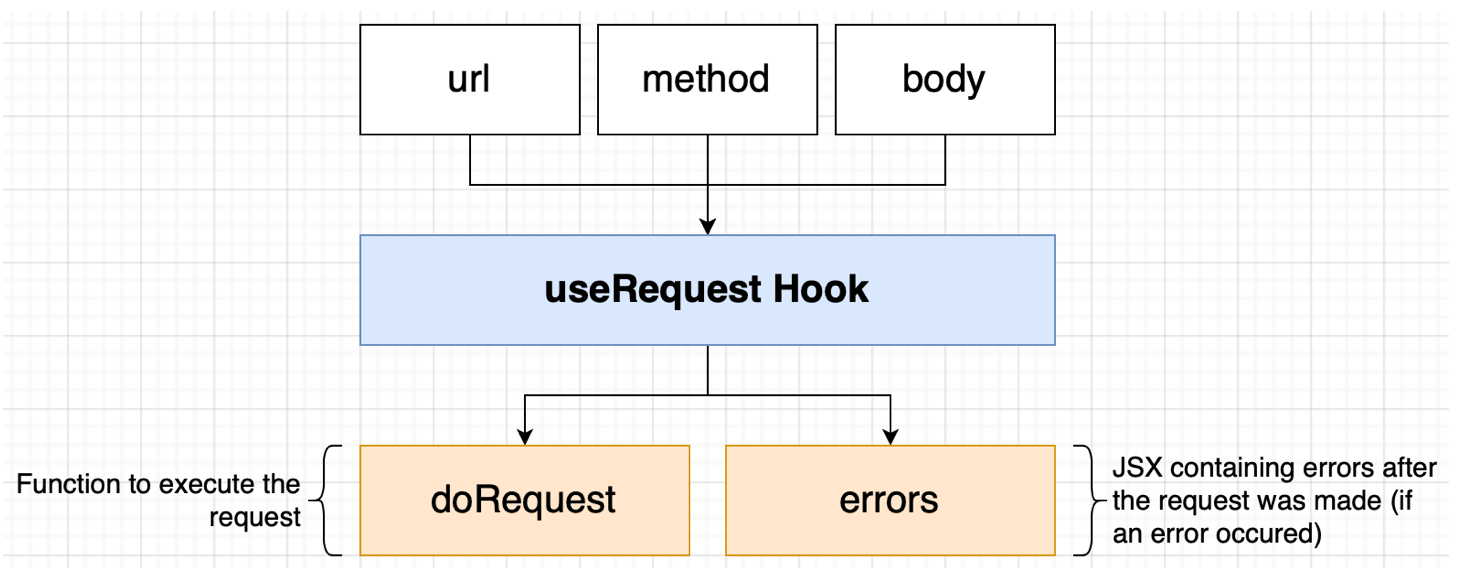 url
method
body
useRequest Hook
Function to execute the
request
doRequest
errors
JSX containing errors after
the request was made (if
an error occured)